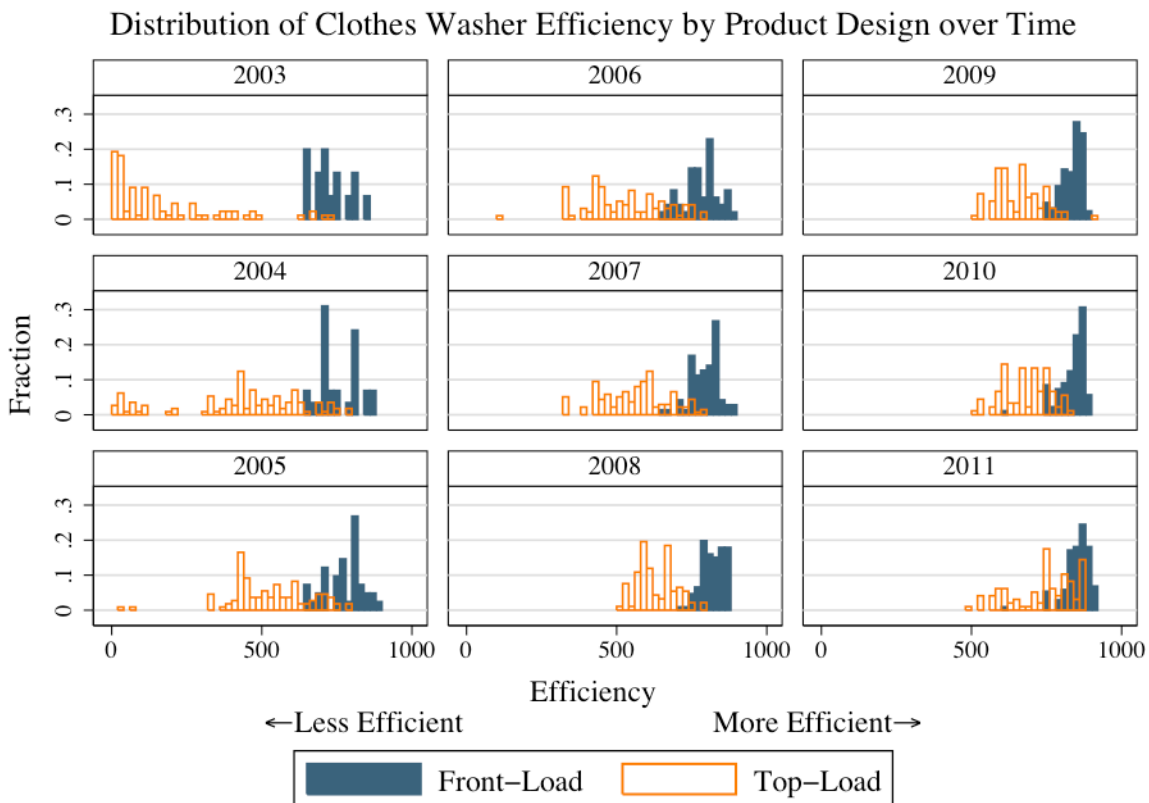 Distribution of Clothes Washer Efficiency by Product Design over Time
2003
2006
2009
.3
.2
.1
0
2004
2007
2010
.3
.2
.1
0
Fraction
2005
2008
2011
.3
.2
.1
0
0 500 1000
0 500 1000
0 500 1000
Efficiency
←Less Efficient More Efficient→
Front−Load Top−Load